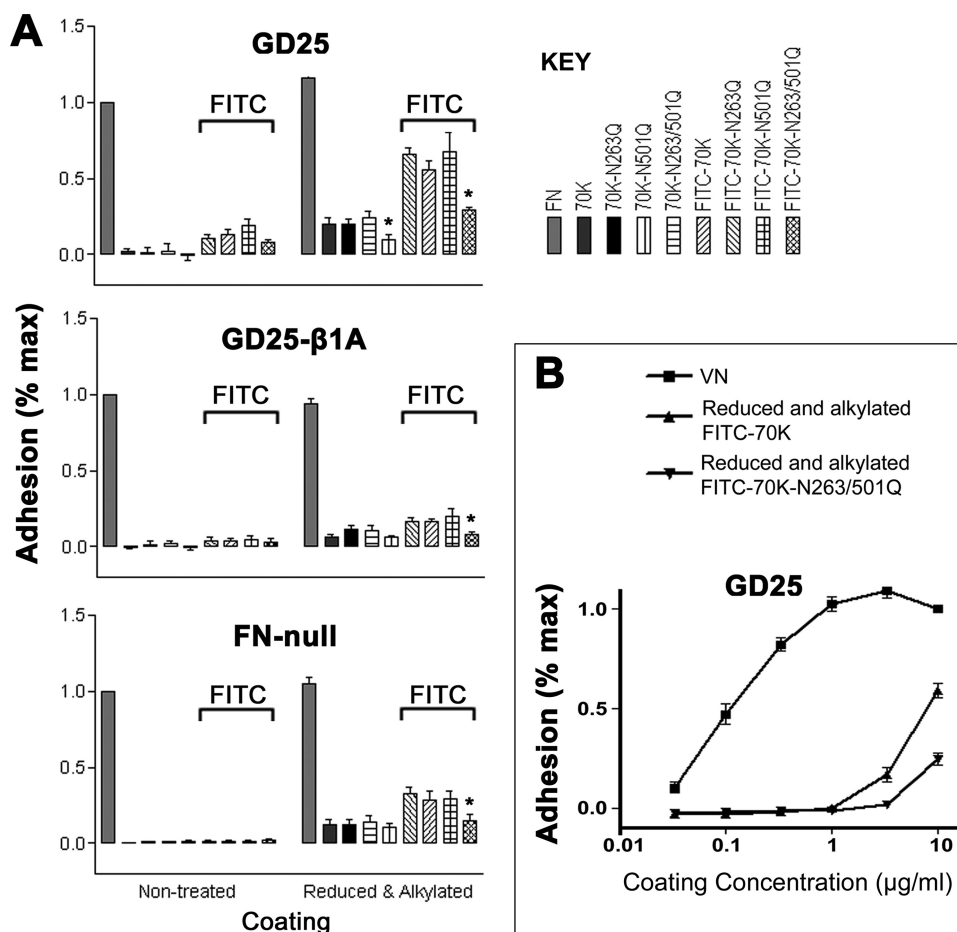 A
GD25
FITC
FITC
1.5
1.0
0.5
0.0
GD25-β1A
FITC
FITC
1.5
1.0
0.5
0.0
FN-null
FITC
FITC
1.5
1.0
0.5
0.0
Adhesion (% max)
Non-treated
Reduced & Alkylated
Coating
KEY
FN
70K
70K-N263Q
70K-N501Q
70K-N263/501Q
FITC-70K
FITC-70K-N263Q
FITC-70K-N501Q
FITC-70K-N263/501Q
* *
*
*
B
VN
Reduced and alkylated
FITC-70K
Reduced and alkylated
FITC-70K-N263/501Q
GD25
Adhesion (% max)
1.0
0.5
0.0
0.01 0.1 1 10
Coating Concentration (µg/ml)